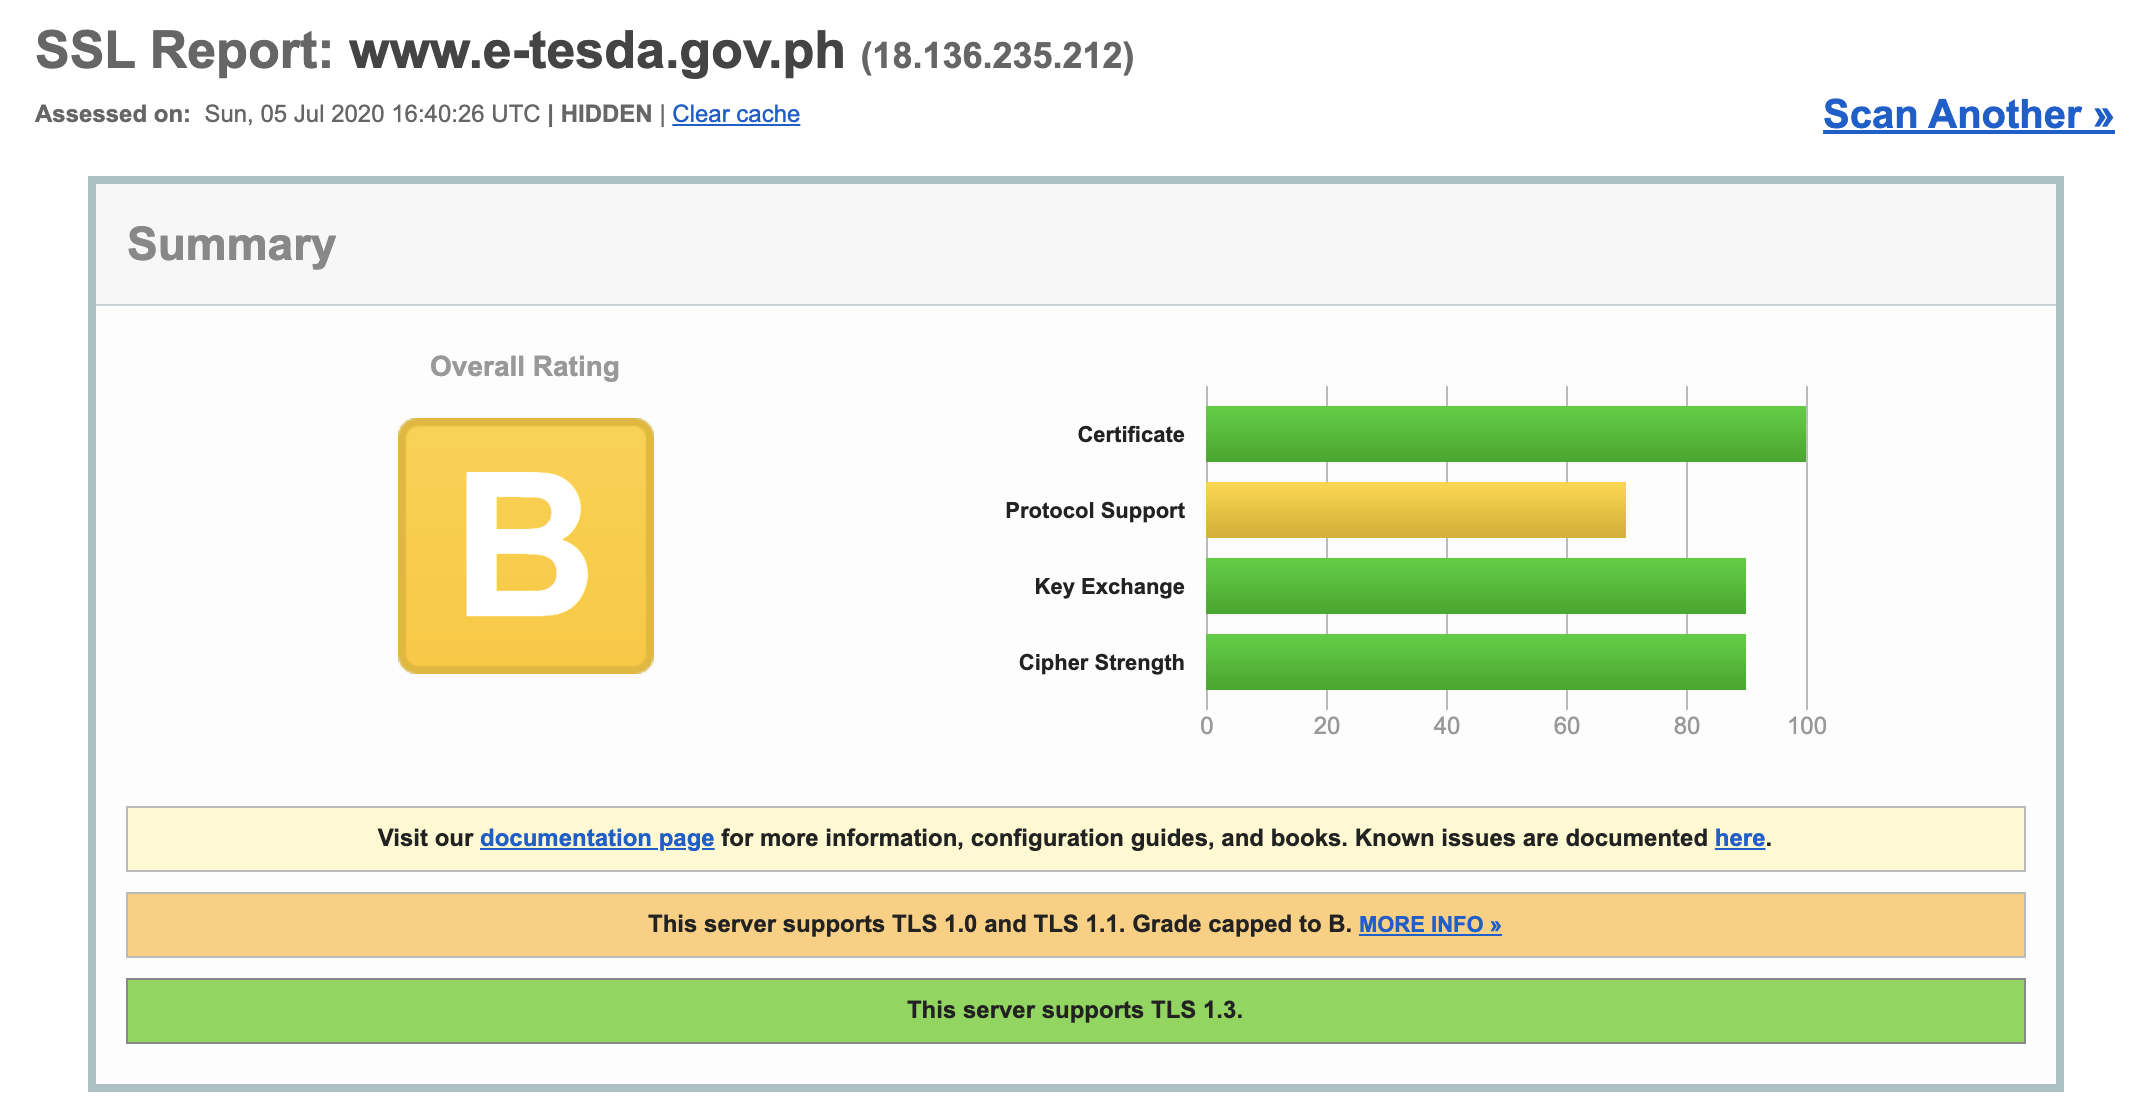 SSL Report: www.e-tesda.gov.ph (18.136.235.212)
Assessed on: Sun, 05 Jul 2020 16:40:26 UTC | HIDDEN | Clear cache
Scan Another »
Summary
Overall Rating
B
Certificate
Protocol Support
Key Exchange
Cipher Strength
0 20 40 60 80 100
Visit our documentation page for more information, configuration guides, and books. Known issues are documented here.
This server supports TLS 1.0 and TLS 1.1. Grade capped to B. MORE INFO »
This server supports TLS 1.3.